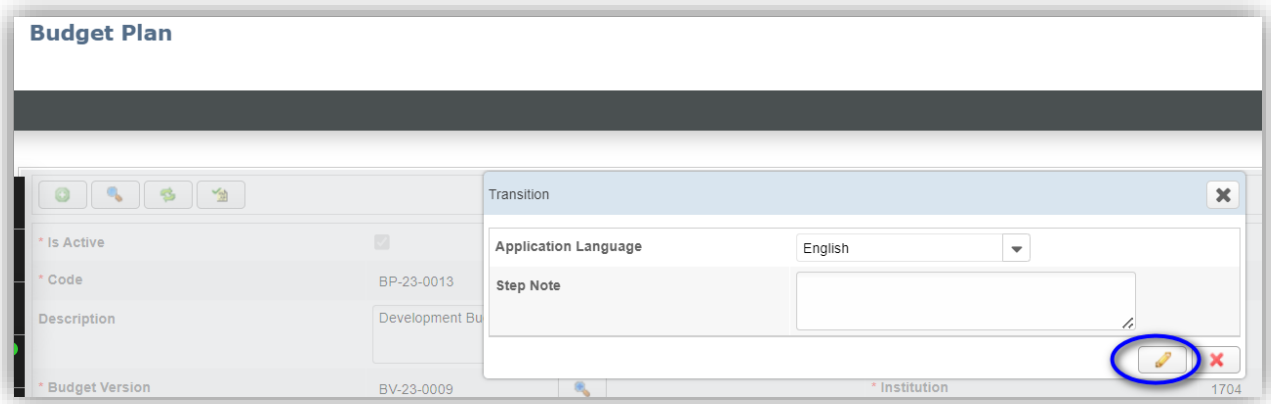 Budget Plan
Transition
* Is Active
Application Language English
* Code BP-23-0013
Step Note
Description Development Bu
* Budget Version BV-23-0009 * Institution 1704